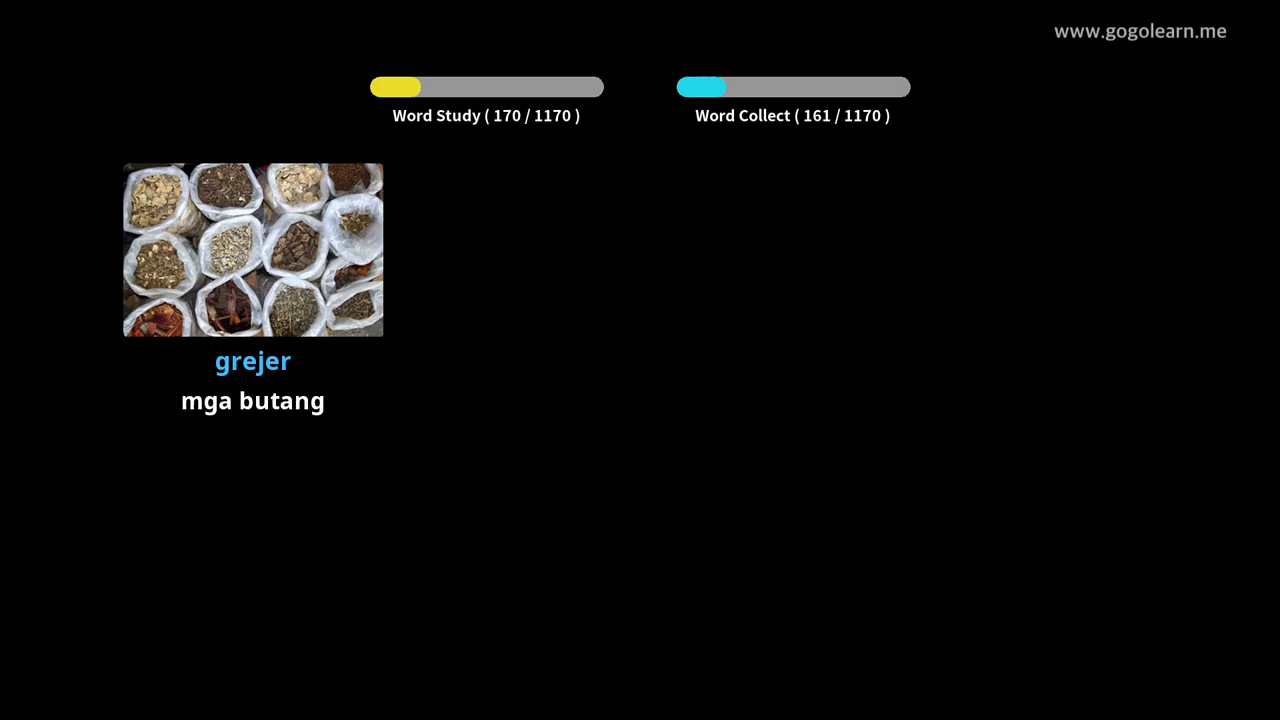 www.gogolearn.me
Word Study ( 170 / 1170 )
Word Collect ( 161 / 1170 )
grejer
mga butang